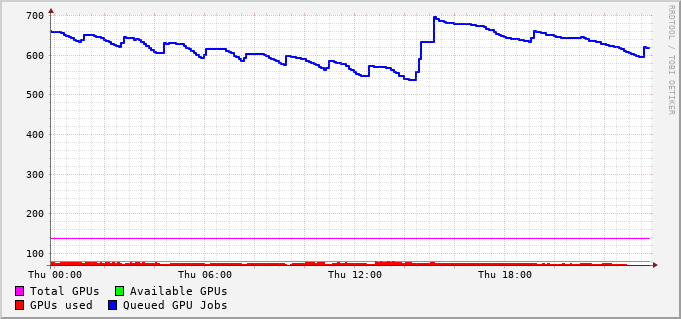 700
600
500
400
300
200
100
Thu 00:00 Thu 06:00 Thu 12:00 Thu 18:00
Total GPUs Available GPUs
GPUs used Queued GPU Jobs
RRDTOOL / TOBI OETIKER